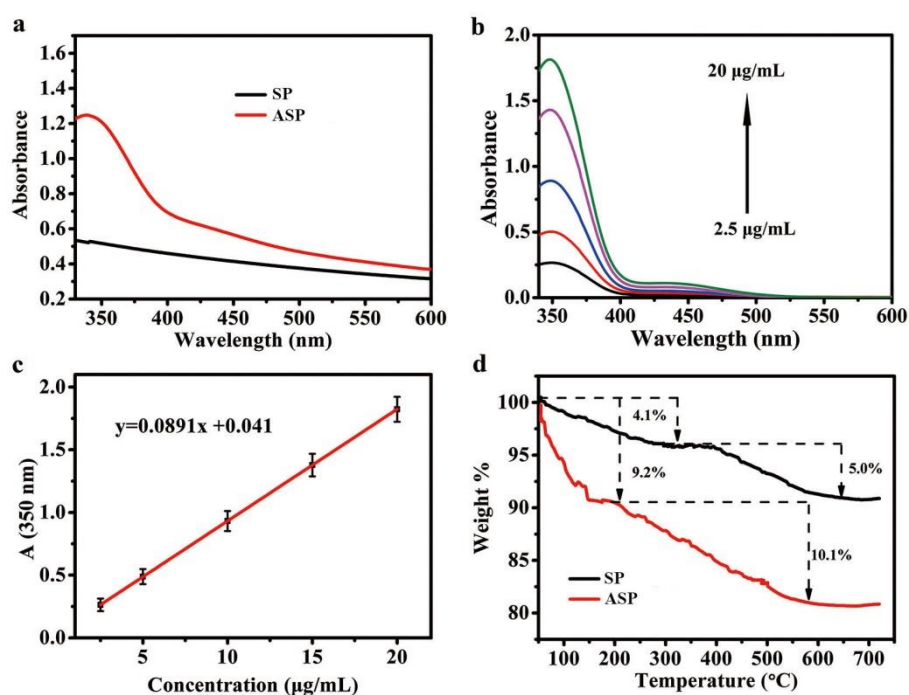 a
1.6
1.4
1.2
1.0
0.8
0.6
0.4
0.2
Absorbance
SP
ASP
350 400 450 500 550 600
Wavelength (nm)
b
2.0
1.5
1.0
0.5
0.0
Absorbance
20 μg/mL
2.5 μg/mL
350 400 450 500 550 600
Wavelength (nm)
c
2.0
1.5
1.0
0.5
0.0
A (350 nm)
y=0.0891x +0.041
5 10 15 20
Concentration (μg/mL)
d
100
95
90
85
80
Weight %
4.1%
9.2%
5.0%
10.1%
SP
ASP
100 200 300 400 500 600 700
Temperature (°C)